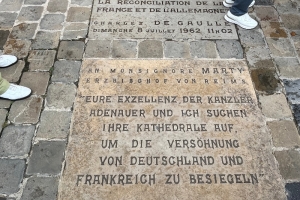 LA RÉCONCILIATION DE LA
FRANCE ET DE L'ALLEMAGNE
CHARLES DE GAULLE
DIMANCHE 8 JUILLET 1962 11H02
AN MONSIGNORE MARTY
ERZBISCHOF VON REIMS
"EURE EXZELLENZ, DER KANZLER
ADENAUER UND ICH SUCHEN
IHRE KATHEDRALE AUF,
UM DIE VERSÖHNUNG
VON DEUTSCHLAND UND
FRANKREICH ZU BESIEGELN"